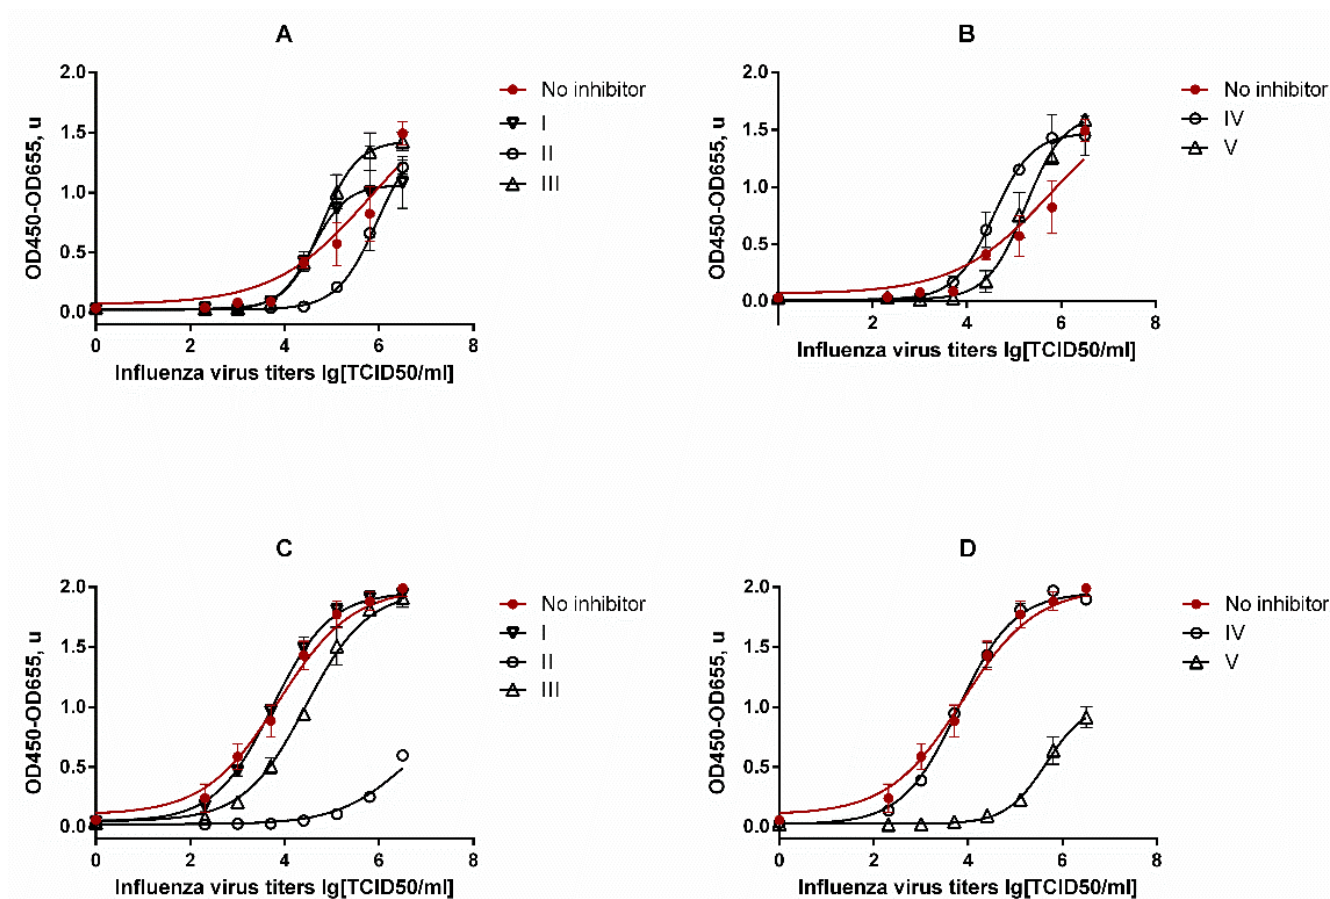 A
2.0
1.5
1.0
0.5
0.0
0 2 4 6 8
OD450-OD655, u
Influenza virus titers lg[TCID50/ml]
No inhibitor
I
II
III
B
2.0
1.5
1.0
0.5
0.0
2 4 6 8
OD450-OD655, u
Influenza virus titers lg[TCID50/ml]
No inhibitor
IV
V
C
2.0
1.5
1.0
0.5
0.0
0 2 4 6 8
OD450-OD655, u
Influenza virus titers lg[TCID50/ml]
No inhibitor
I
II
III
D
2.0
1.5
1.0
0.5
0.0
0 2 4 6 8
OD450-OD655, u
Influenza virus titers lg[TCID50/ml]
No inhibitor
IV
V